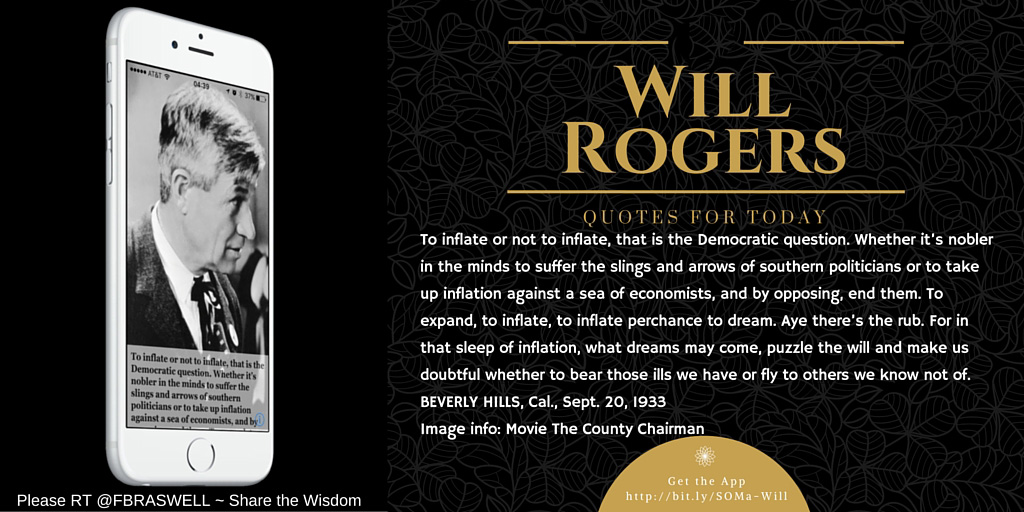 AT&T
04:39
37%
To inflate or not to inflate, that is the
Democratic question. Whether it's
nobler in the minds to suffer the
slings and arrows of southern
politicians or to take up inflation
against a sea of economists, and by
Please RT @FBRASWELL ~ Share the Wisdom
WILL
ROGERS
QUOTES FOR TODAY
To inflate or not to inflate, that is the Democratic question. Whether it's nobler
in the minds to suffer the slings and arrows of southern politicians or to take
up inflation against a sea of economists, and by opposing, end them. To
expand, to inflate, to inflate perchance to dream. Aye there's the rub. For in
that sleep of inflation, what dreams may come, puzzle the will and make us
doubtful whether to bear those ills we have or fly to others we know not of.
BEVERLY HILLS, Cal., Sept. 20, 1933
Image info: Movie The County Chairman
Get the App
http://bit.ly/SOMa-Will